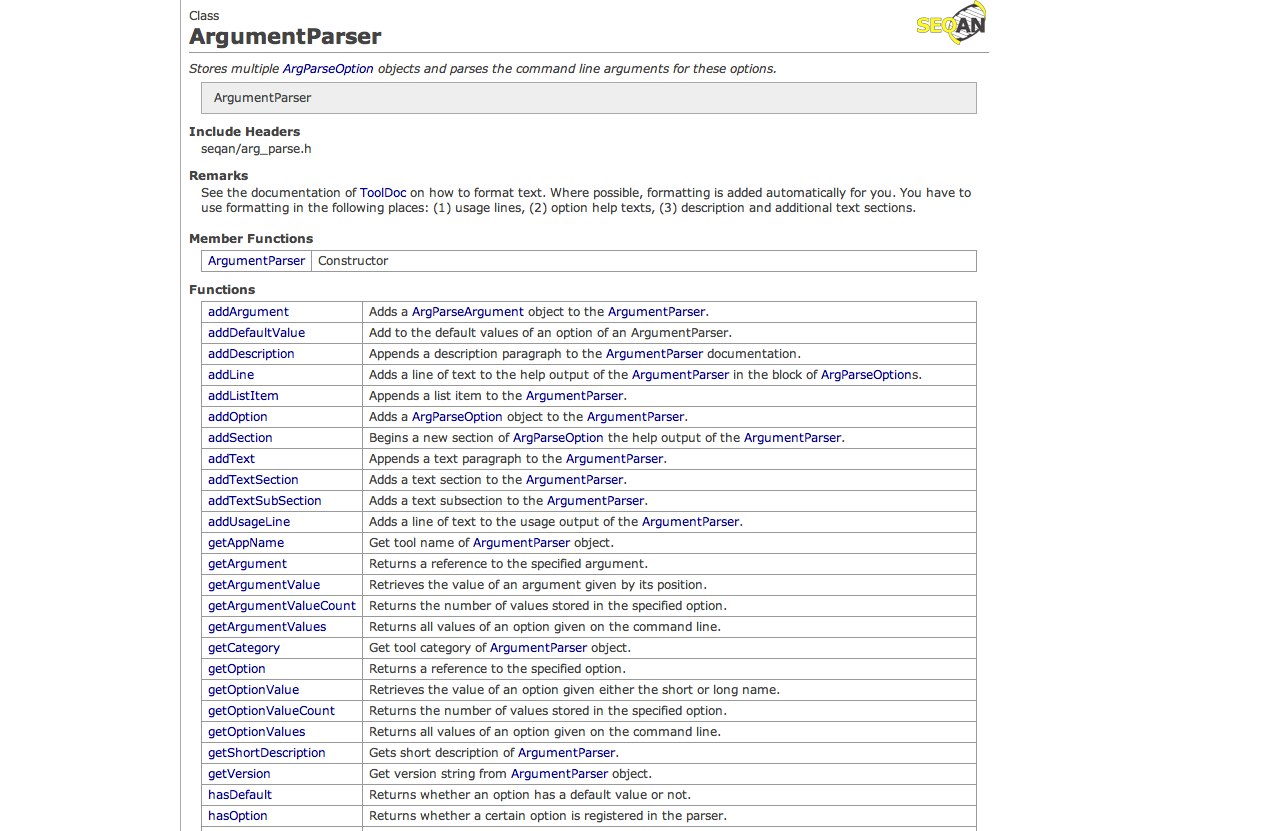 Class
ArgumentParser
SEQAN
Stores multiple ArgParseOption objects and parses the command line arguments for these options.
ArgumentParser
Include Headers
seqan/arg_parse.h
Remarks
See the documentation of ToolDoc on how to format text. Where possible, formatting is added automatically for you. You have to
use formatting in the following places: (1) usage lines, (2) option help texts, (3) description and additional text sections.
Member Functions
ArgumentParser Constructor
Functions
addArgument Adds a ArgParseArgument object to the ArgumentParser.
addDefaultValue Add to the default values of an option of an ArgumentParser.
addDescription Appends a description paragraph to the ArgumentParser documentation.
addLine Adds a line of text to the help output of the ArgumentParser in the block of ArgParseOptions.
addListItem Appends a list item to the ArgumentParser.
addOption Adds a ArgParseOption object to the ArgumentParser.
addSection Begins a new section of ArgParseOption the help output of the ArgumentParser.
addText Appends a text paragraph to the ArgumentParser.
addTextSection Adds a text section to the ArgumentParser.
addTextSubSection Adds a text subsection to the ArgumentParser.
addUsageLine Adds a line of text to the usage output of the ArgumentParser.
getAppName Get tool name of ArgumentParser object.
getArgument Returns a reference to the specified argument.
getArgumentValue Retrieves the value of an argument given by its position.
getArgumentValueCount Returns the number of values stored in the specified option.
getArgumentValues Returns all values of an option given on the command line.
getCategory Get tool category of ArgumentParser object.
getOption Returns a reference to the specified option.
getOptionValue Retrieves the value of an option given either the short or long name.
getOptionValueCount Returns the number of values stored in the specified option.
getOptionValues Returns all values of an option given on the command line.
getShortDescription Gets short description of ArgumentParser.
getVersion Get version string from ArgumentParser object.
hasDefault Returns whether an option has a default value or not.
hasOption Returns whether a certain option is registered in the parser.